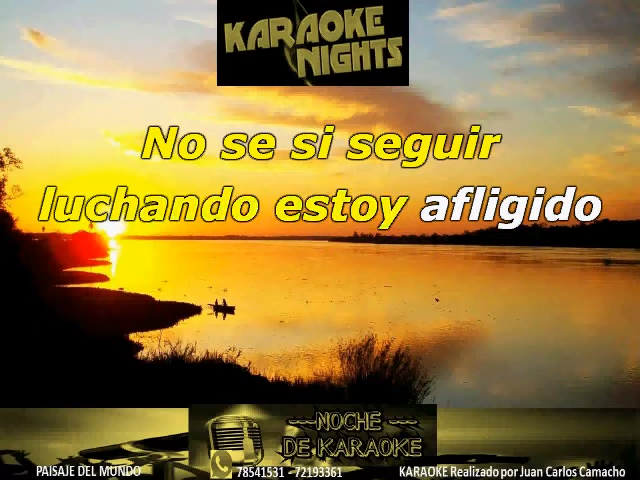 KARAOKE
NIGHTS
No se si seguir
luchando estoy afligido
---NOCHE---
DE KARAOKE
PAISAJE DEL MUNDO
78541531 - 72193361
KARAOKE Realizado por Juan Carlos Camacho